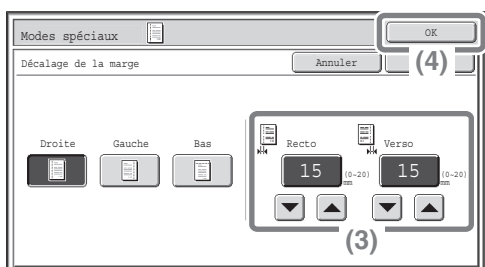 Modes spéciaux OK
Décalage de la marge Annuler (4)
Droite Gauche Bas Recto Verso
15 (0~20) mm 15 (0~20) mm
(3)